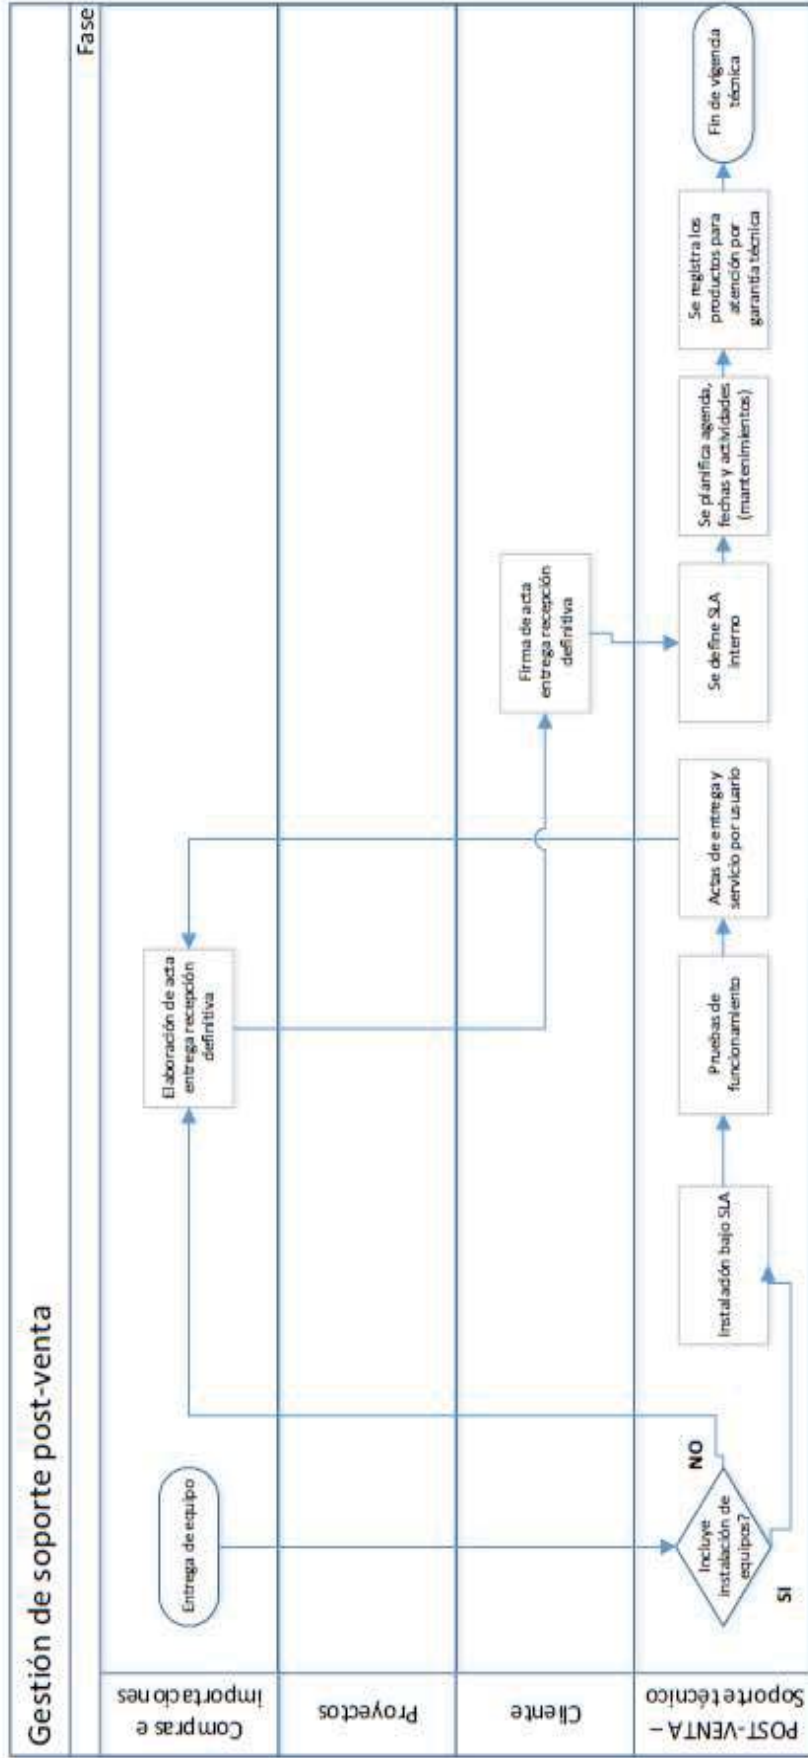 Gestión de soporte post-venta
Fase
Compras e
importaciones
Entrega de equipo
Elaboración de acta
entrega recepción
definitiva
Proyectos
Cliente
Firma de acta
entrega recepción
definitiva
POST-VENTA –
Soporte técnico
Incluye
instalación de
equipos?
NO
SI
Instalación bajo SLA
Pruebas de
funcionamiento
Actas de entrega y
servicio por usuario
Se define SLA
interno
Se planifica agenda,
fechas y actividades
(mantenimientos)
Se registra los
productos para
atención por
garantía técnica
Fin de vigencia
técnica